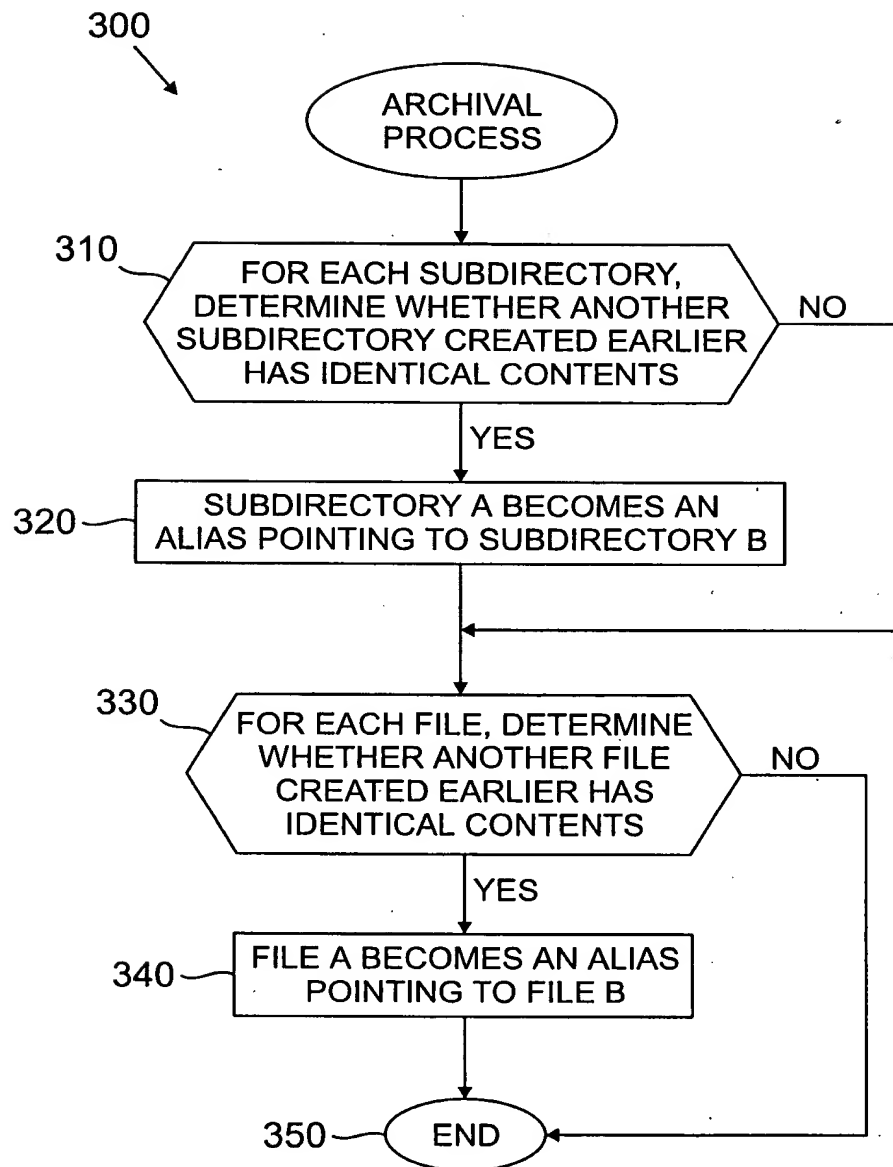 300
ARCHIVAL
PROCESS
310
FOR EACH SUBDIRECTORY,
DETERMINE WHETHER ANOTHER
SUBDIRECTORY CREATED EARLIER
HAS IDENTICAL CONTENTS
NO
YES
320
SUBDIRECTORY A BECOMES AN
ALIAS POINTING TO SUBDIRECTORY B
330
FOR EACH FILE, DETERMINE
WHETHER ANOTHER FILE
CREATED EARLIER HAS
IDENTICAL CONTENTS
NO
YES
340
FILE A BECOMES AN ALIAS
POINTING TO FILE B
350
END